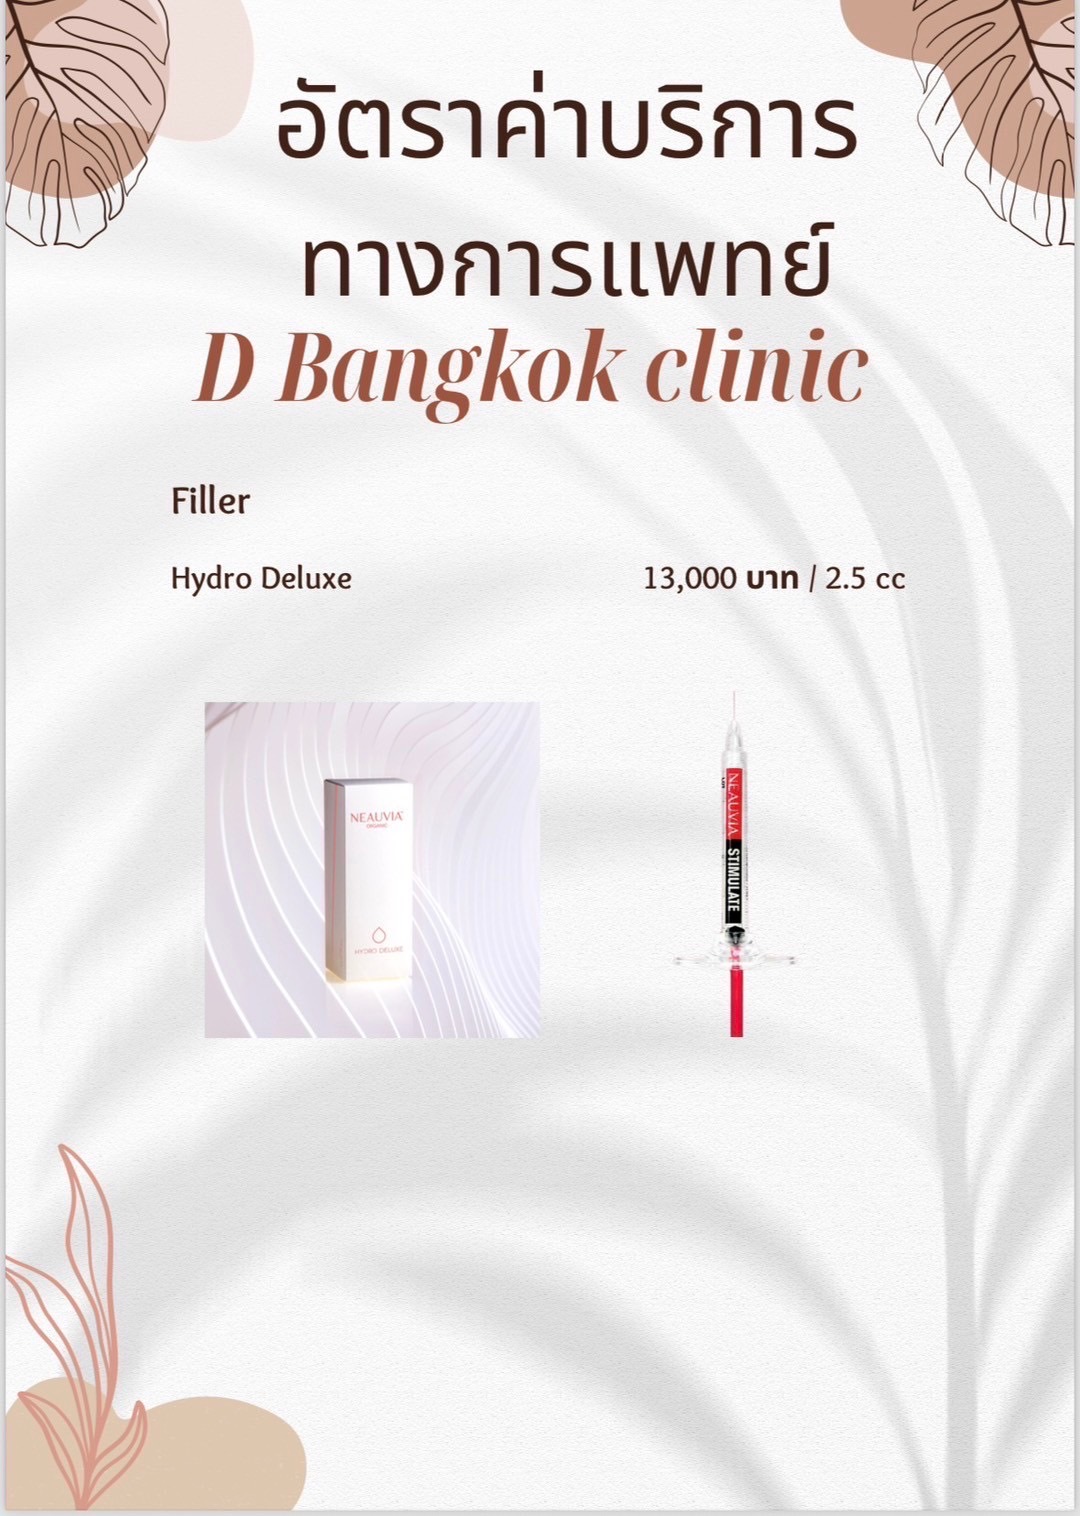 อัตราค่าบริการ
ทางการแพทย์
D Bangkok clinic
Filler
Hydro Deluxe 13,000 บาท / 2.5 cc
NEAUVIA
ORGANIC
HYDRO DELUXE
NEAUVIA
STIMULATE